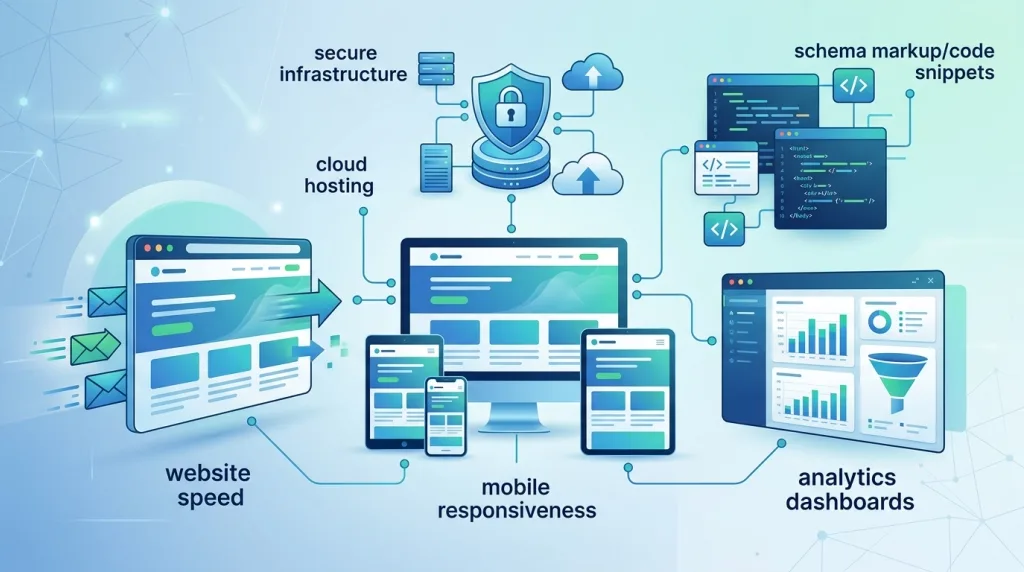 secure
infrastructure
schema markup/code
snippets
cloud
hosting
</>
</>
</>
website
speed
mobile
responsiveness
analytics
dashboards